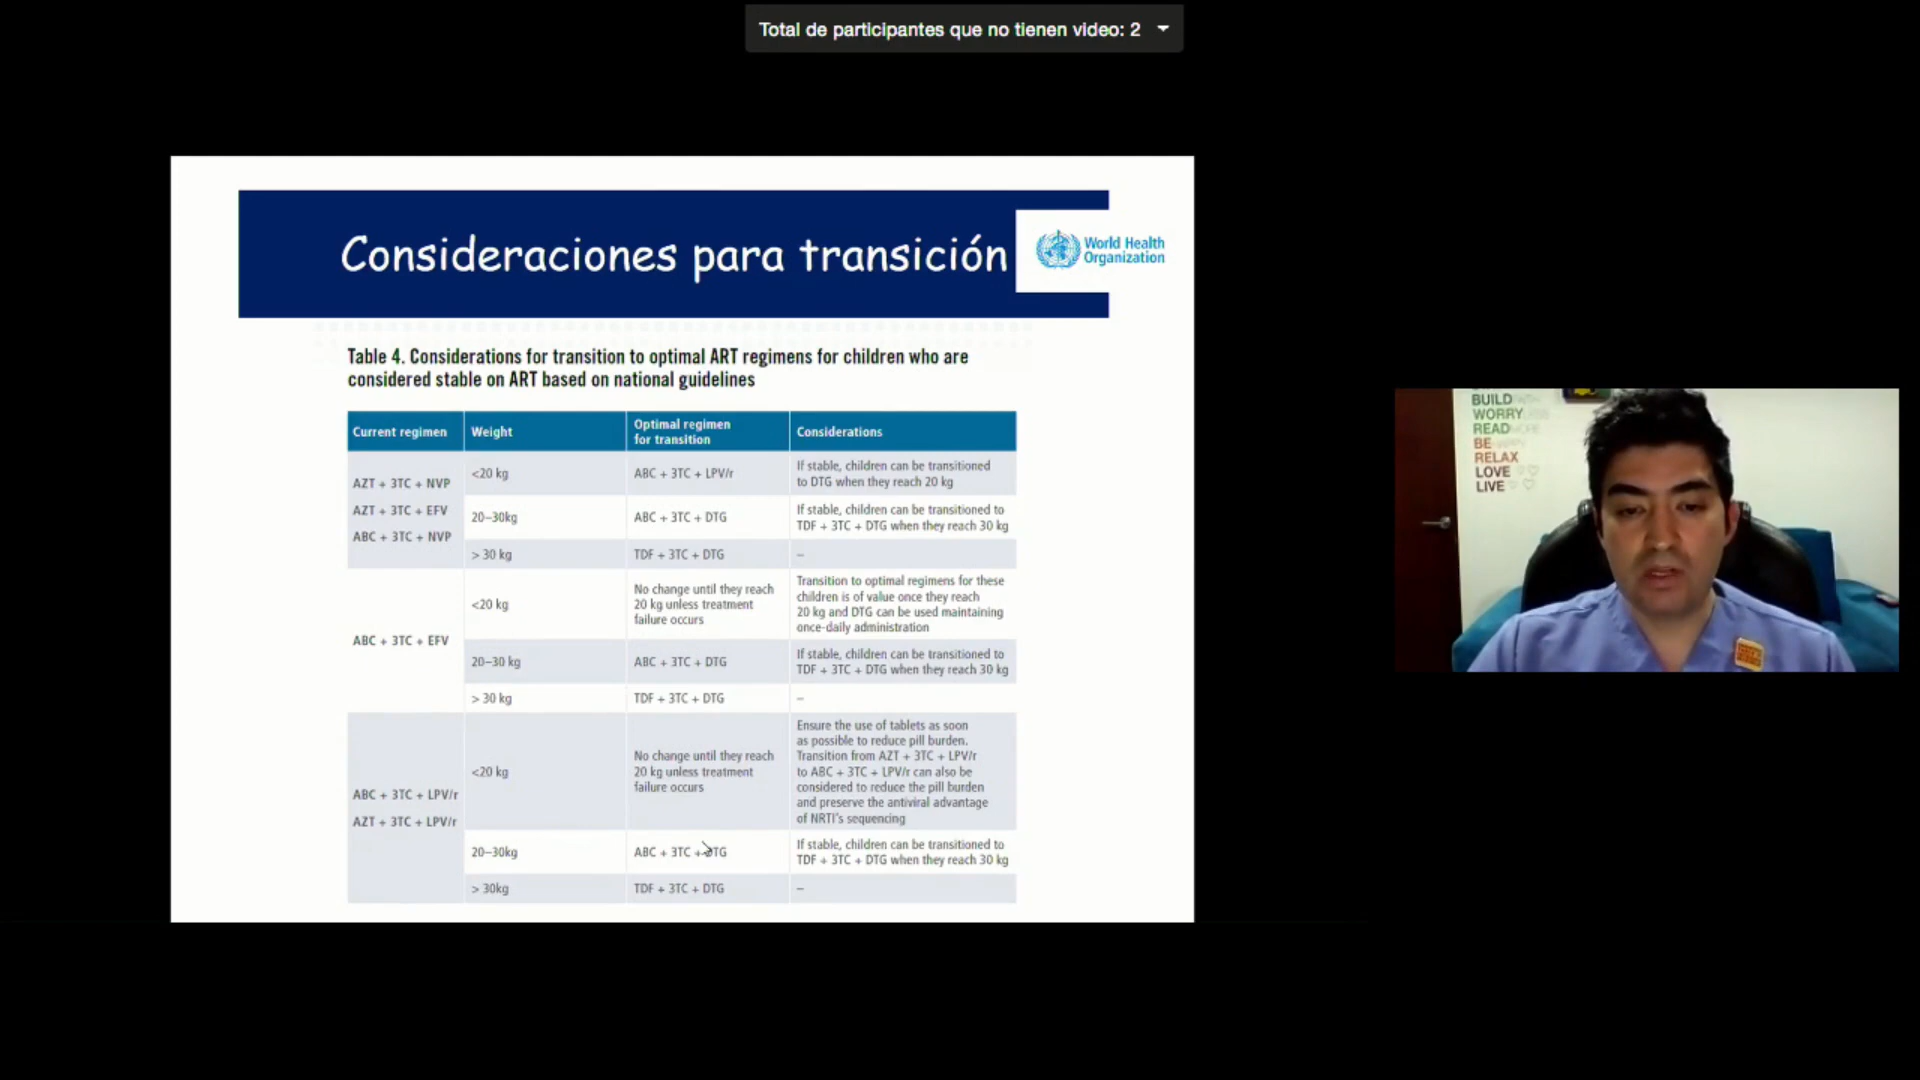 Total de participantes que no tienen video: 2
Consideraciones para transición
World Health
Organization
Table 4. Considerations for transition to optimal ART regimens for children who are
considered stable on ART based on national guidelines
Current regimen
Weight
Optimal regimen
for transition
Considerations
AZT + 3TC + NVP
AZT + 3TC + EFV
ABC + 3TC + NVP
<20 kg
ABC + 3TC + LPV/r
If stable, children can be transitioned
to DTG when they reach 20 kg
20–30kg
ABC + 3TC + DTG
If stable, children can be transitioned to
TDF + 3TC + DTG when they reach 30 kg
> 30 kg
TDF + 3TC + DTG
–
ABC + 3TC + EFV
<20 kg
No change until they reach
20 kg unless treatment
failure occurs
Transition to optimal regimens for these
children is of value once they reach
20 kg and DTG can be used maintaining
once-daily administration
20–30 kg
ABC + 3TC + DTG
If stable, children can be transitioned to
TDF + 3TC + DTG when they reach 30 kg
> 30 kg
TDF + 3TC + DTG
–
ABC + 3TC + LPV/r
AZT + 3TC + LPV/r
<20 kg
No change until they reach
20 kg unless treatment
failure occurs
Ensure the use of tablets as soon
as possible to reduce pill burden.
Transition from AZT + 3TC + LPV/r
to ABC + 3TC + LPV/r can also be
considered to reduce the pill burden
and preserve the antiviral advantage
of NRTI's sequencing
20–30kg
ABC + 3TC + DTG
If stable, children can be transitioned to
TDF + 3TC + DTG when they reach 30 kg
> 30kg
TDF + 3TC + DTG
–
BUILD
WORRY
READ
BE
RELAX
LOVE
LIVE